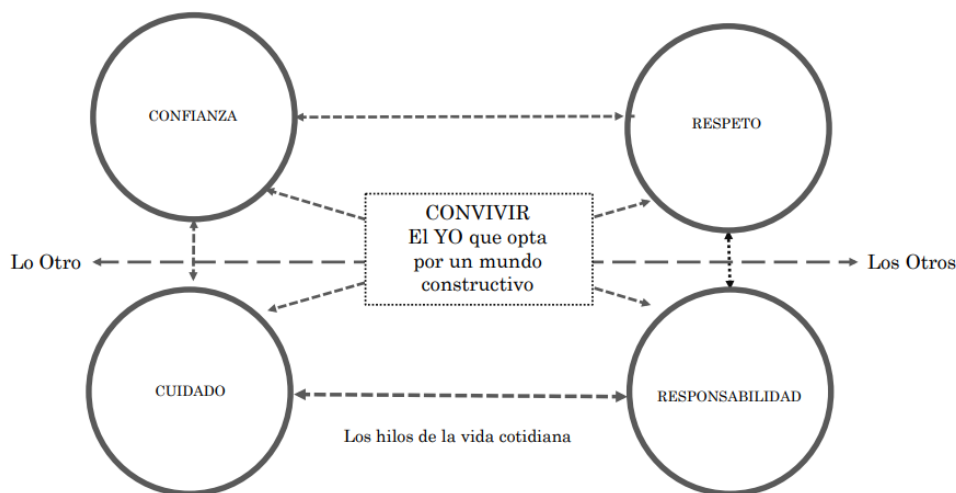 CONFIANZA
RESPETO
CONVIVIR
El YO que opta
por un mundo
constructivo
Lo Otro
Los Otros
CUIDADO
RESPONSABILIDAD
Los hilos de la vida cotidiana